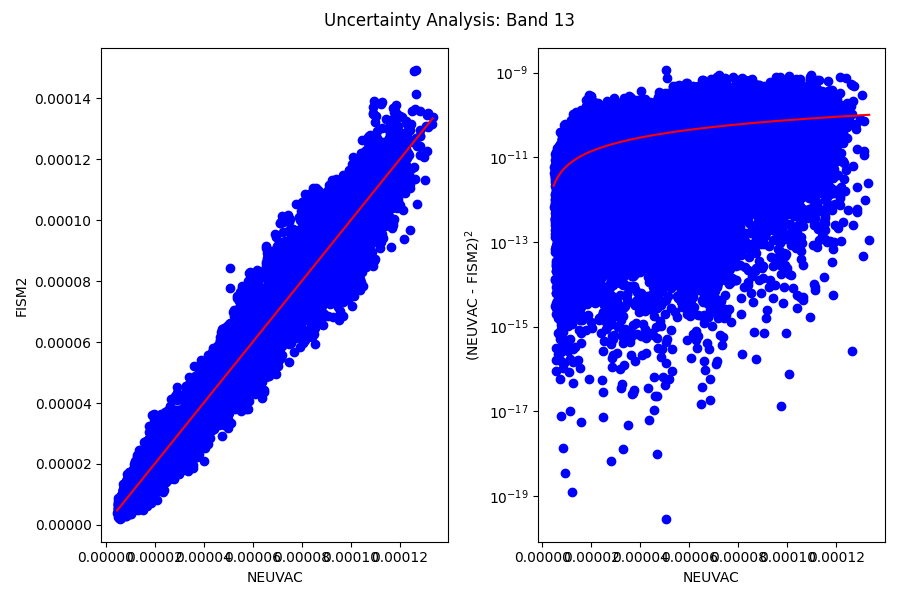 Uncertainty Analysis: Band 13
FISM2
0.00014
0.00012
0.00010
0.00008
0.00006
0.00004
0.00002
0.00000
0.00000 0.00002 0.00004 0.00006 0.00008 0.00010 0.00012
NEUVAC
(NEUVAC - FISM2)²
10⁻⁹
10⁻¹¹
10⁻¹³
10⁻¹⁵
10⁻¹⁷
10⁻¹⁹
0.00000 0.00002 0.00004 0.00006 0.00008 0.00010 0.00012
NEUVAC